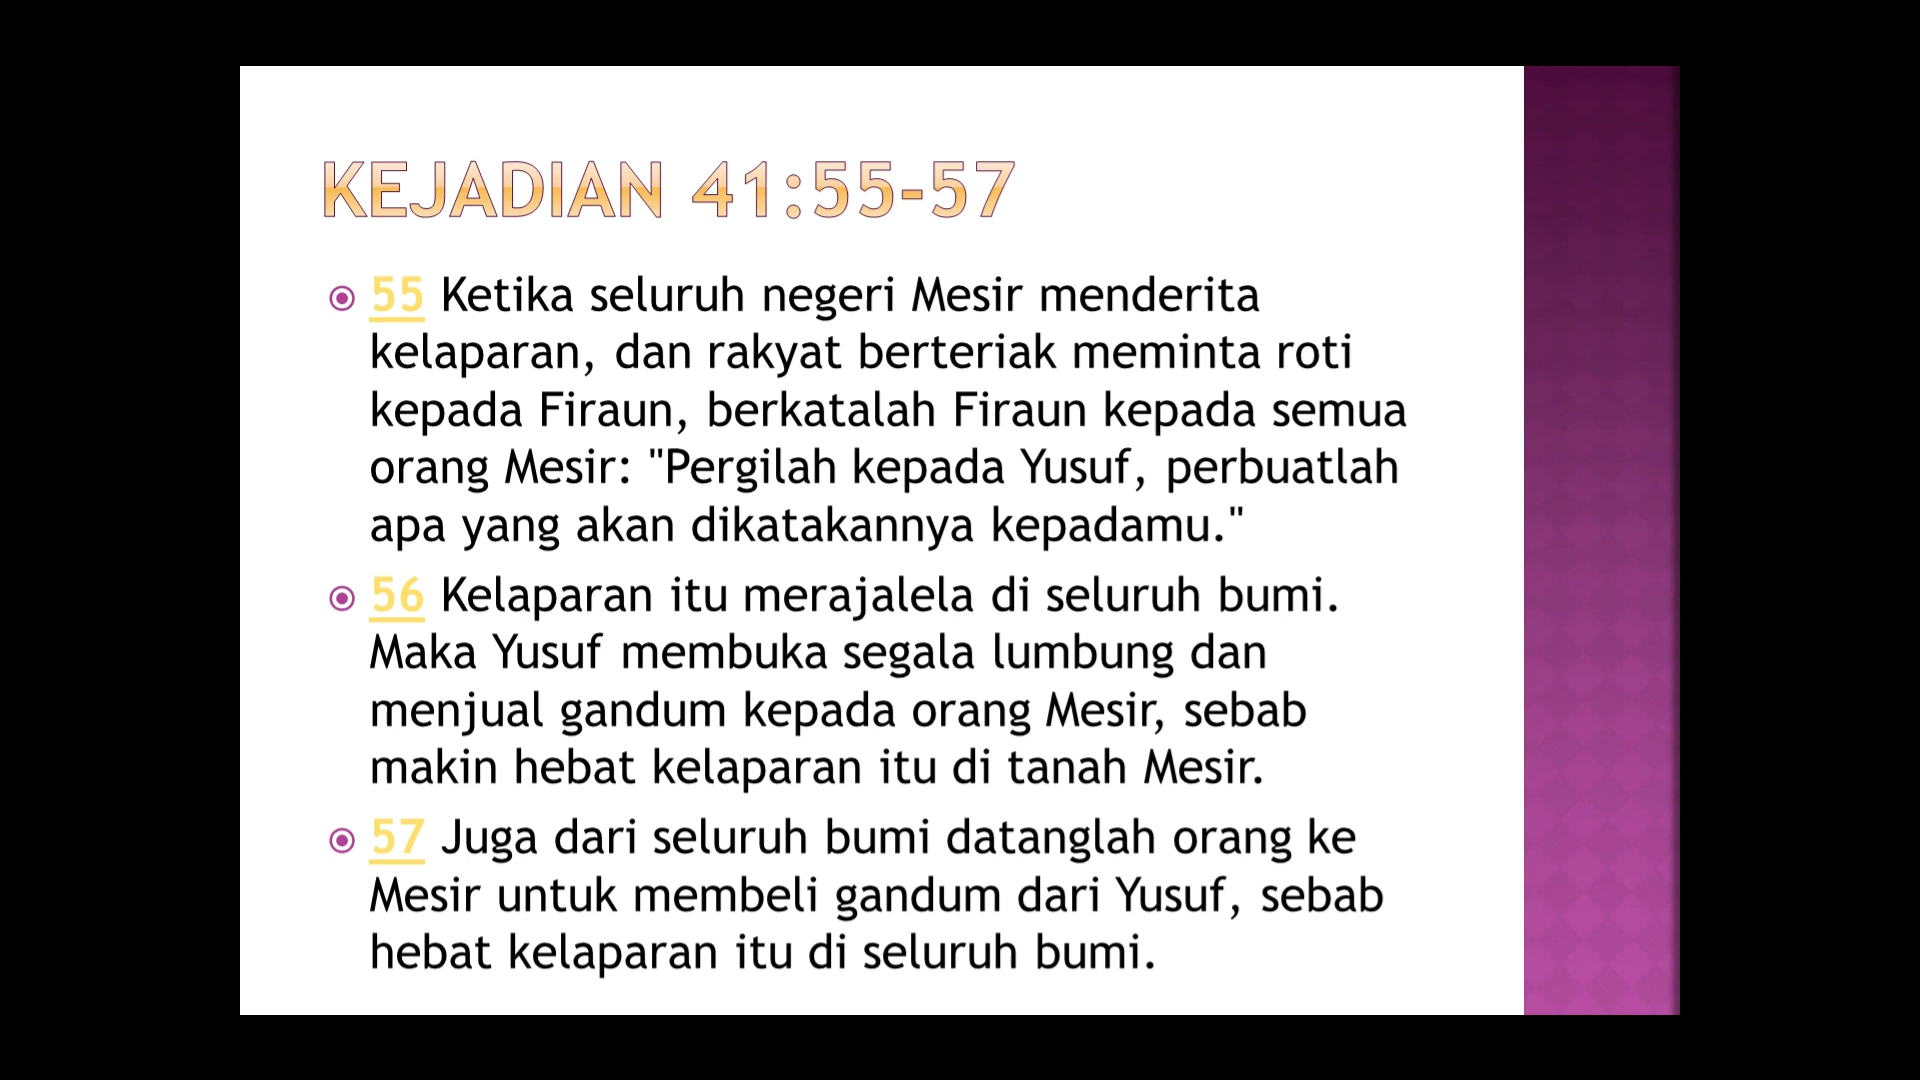 KEJADIAN 41:55-57
55 Ketika seluruh negeri Mesir menderita
kelaparan, dan rakyat berteriak meminta roti
kepada Firaun, berkatalah Firaun kepada semua
orang Mesir: "Pergilah kepada Yusuf, perbuatlah
apa yang akan dikatakannya kepadamu."
56 Kelaparan itu merajalela di seluruh bumi.
Maka Yusuf membuka segala lumbung dan
menjual gandum kepada orang Mesir, sebab
makin hebat kelaparan itu di tanah Mesir.
57 Juga dari seluruh bumi datanglah orang ke
Mesir untuk membeli gandum dari Yusuf, sebab
hebat kelaparan itu di seluruh bumi.